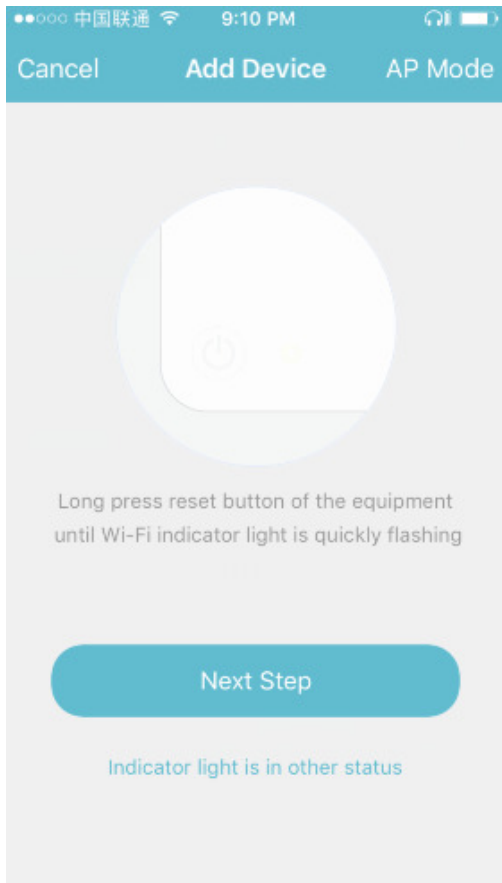 中国联通 9:10 PM
Cancel Add Device AP Mode
Long press reset button of the equipment
until Wi-Fi indicator light is quickly flashing
Next Step
Indicator light is in other status